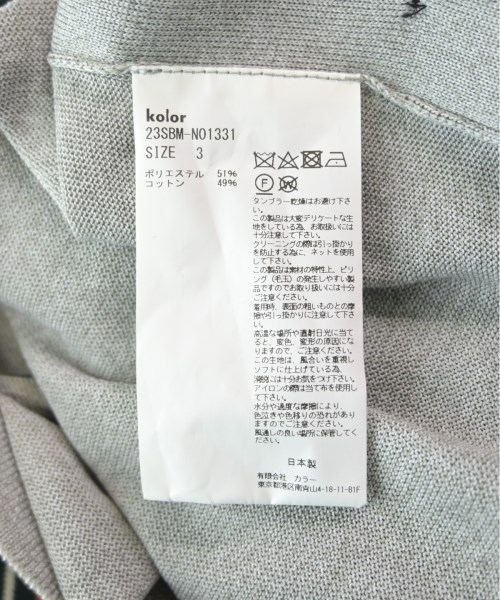 kolor
23SBM-N01331
SIZE 3
ポリエステル 51%
コットン 49%
F W
タンブラー乾燥はお避け下さ
い。
この製品は大変デリケートな生
地をしている為、お取扱いには
十分注意して下さい。
クリーニングの際は引っ掛かり
を防止する為に、ネットを使用
して下さい。
この製品は素材の特性上、ピリ
ング(毛玉)の発生しやすい製
品ですのでお取り扱いには十分
ご注意ください。
着用時、表面の粗いものとの摩
擦や引っ掛かりに注意して下さ
い。
高温な場所や直射日光に当て
ると、変色、変形の原因にな
りますので、ご注意ください。
この生地は、風合いを重視し
ソフトに仕上げている為、
洗濯には十分お気をつけ下さい。
アイロンの際は当て布を使用し
て下さい。
水分や過度な摩擦により、
色泣きや色移りの恐れがあり
ますのでご注意ください。
風通しの良い場所に保管してく
ださい。
日本製
有限会社 カラー
東京都港区南青山4-18-11-B1F